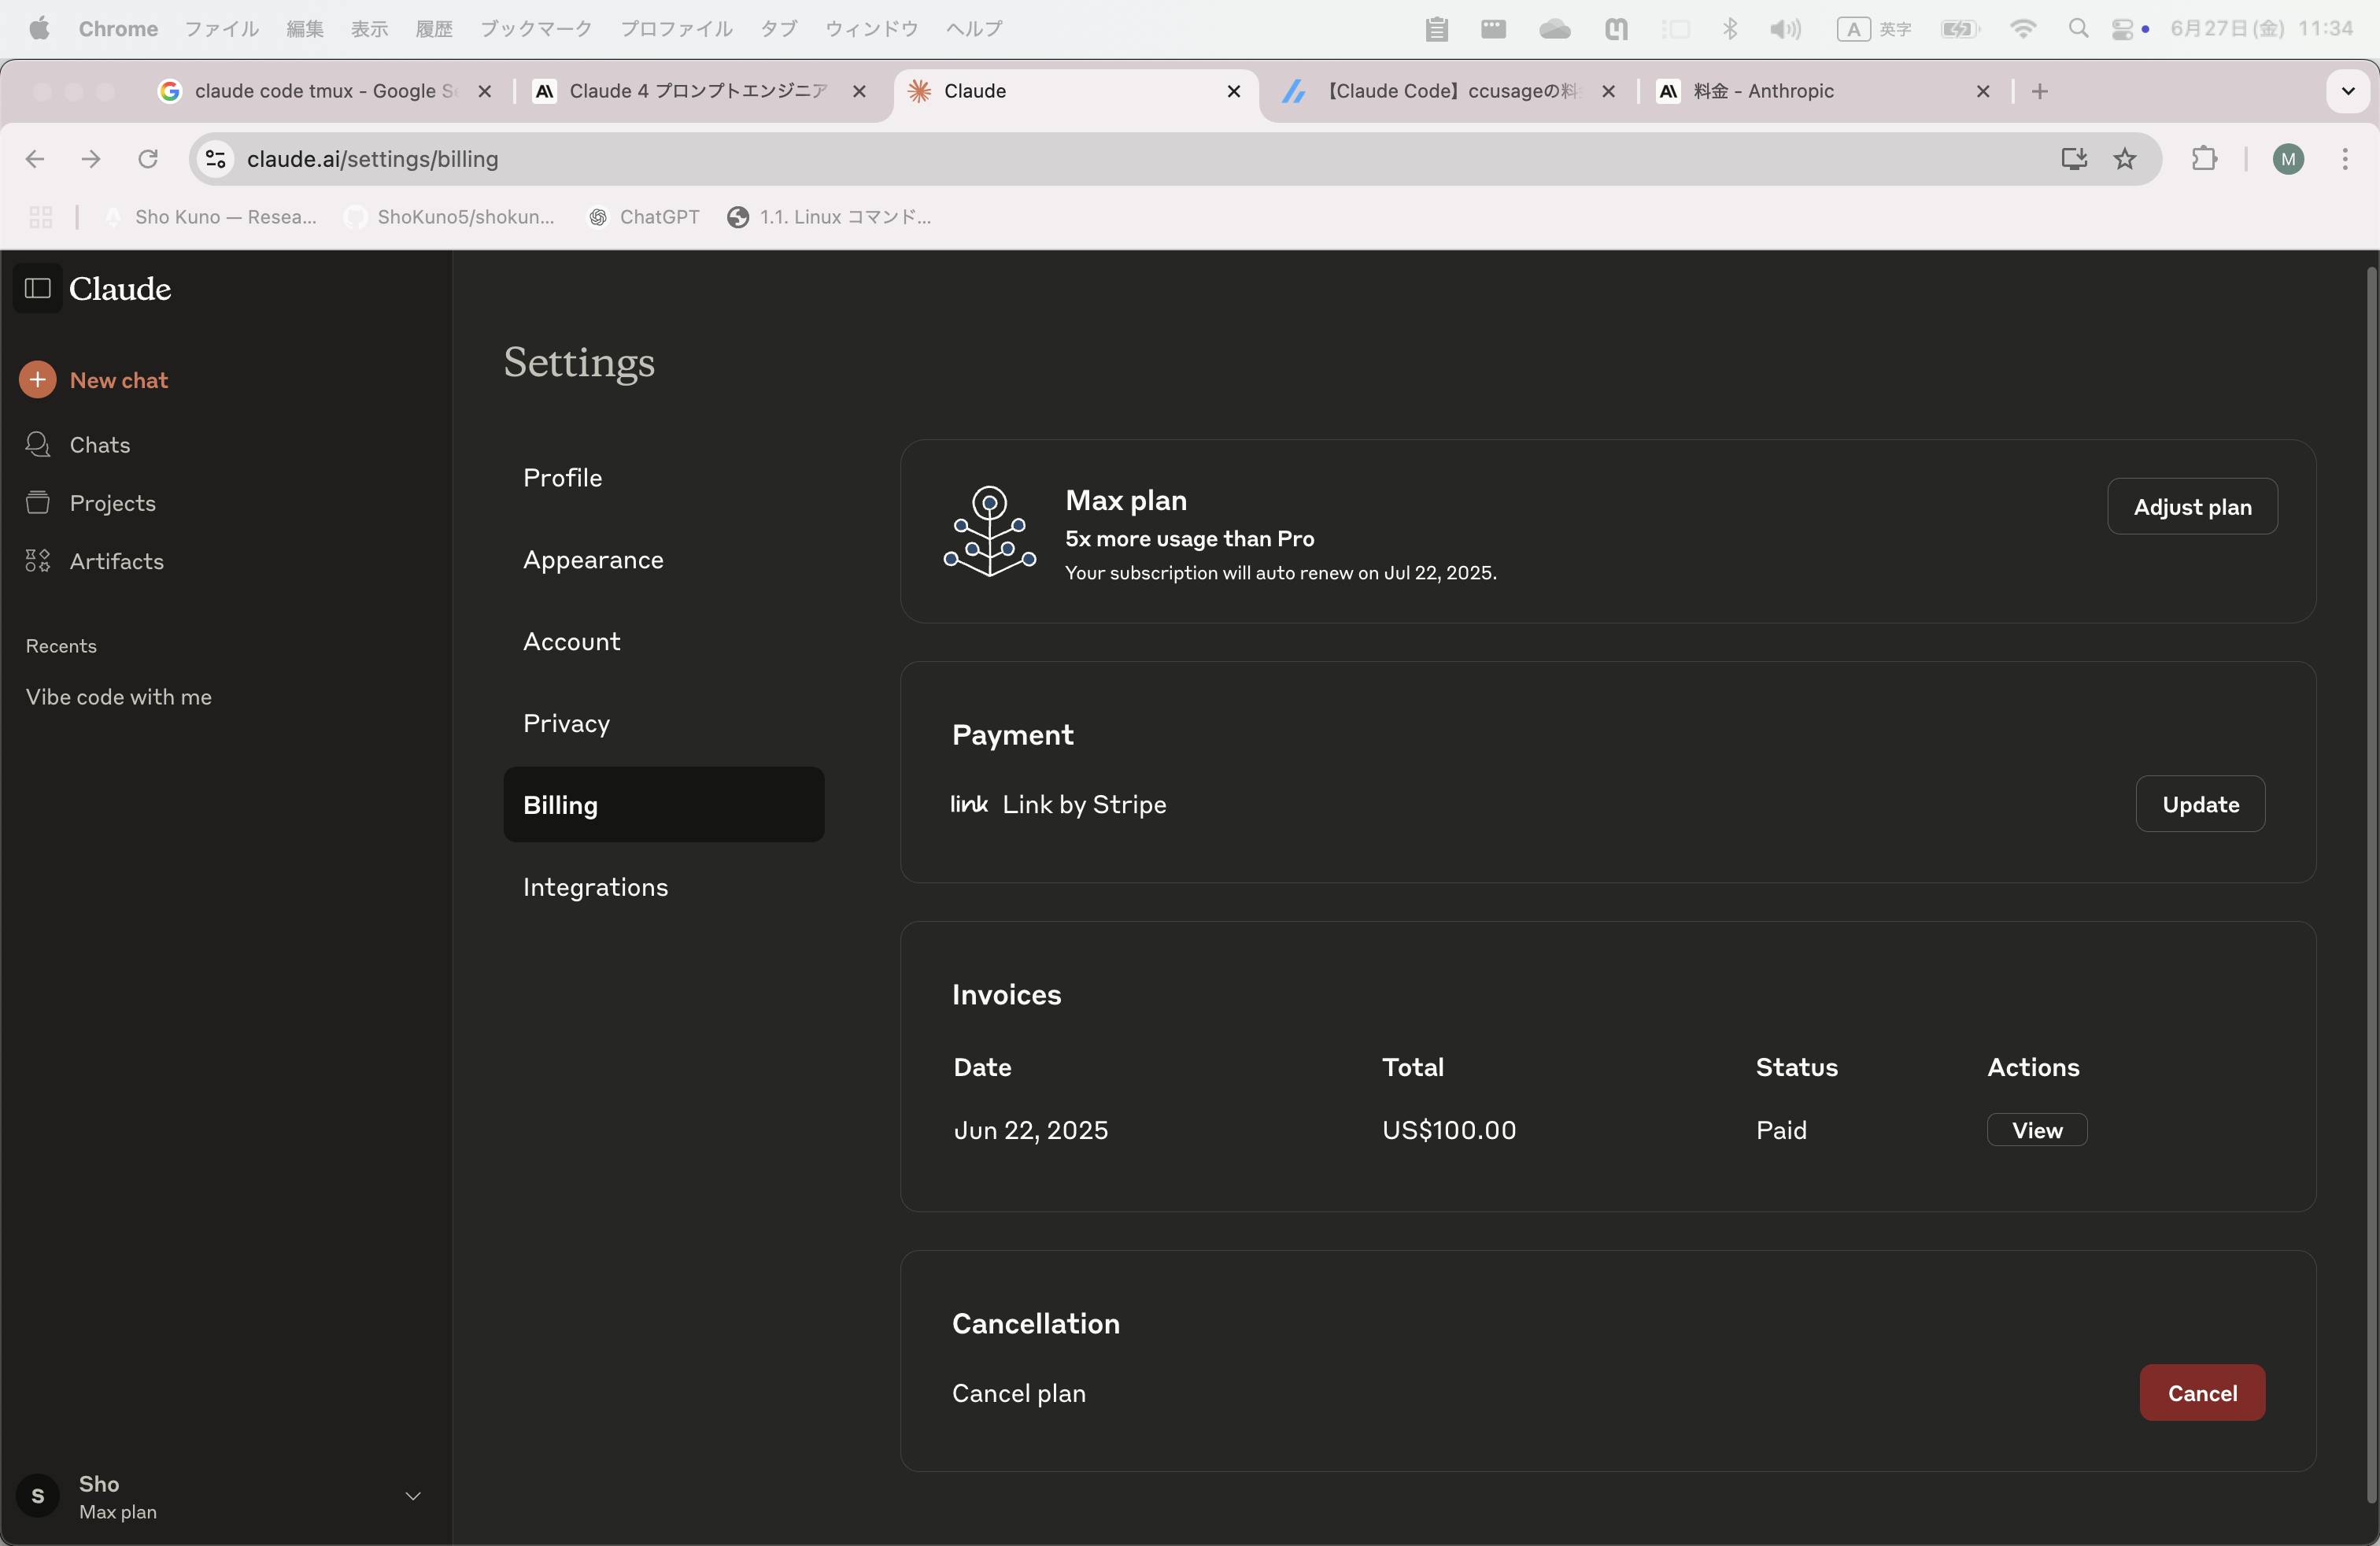 Chrome ファイル 編集 表示 履歴 ブックマーク プロファイル タブ ウィンドウ ヘルプ A 英字 6月27日(金) 11:34
claude code tmux - Google Se
Claude 4 プロンプトエンジニア
Claude
【Claude Code】ccusageの料
料金 - Anthropic
claude.ai/settings/billing
M
Sho Kuno — Resea...
ShoKuno5/shokun...
ChatGPT
1.1. Linux コマンド...
Claude
New chat
Chats
Projects
Artifacts
Recents
Vibe code with me
S
Sho
Max plan
Settings
Profile
Appearance
Account
Privacy
Billing
Integrations
Max plan
5x more usage than Pro
Your subscription will auto renew on Jul 22, 2025.
Adjust plan
Payment
link Link by Stripe
Update
Invoices
Date Total Status Actions
Jun 22, 2025 US$100.00 Paid View
Cancellation
Cancel plan
Cancel